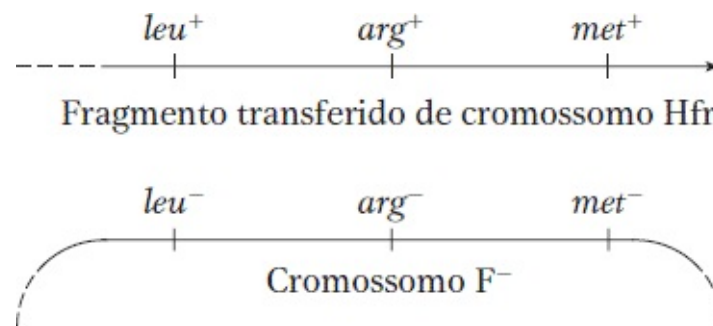 leu⁺ arg⁺ met⁺
Fragmento transferido de cromossomo Hfr
leu⁻ arg⁻ met⁻
Cromossomo F⁻